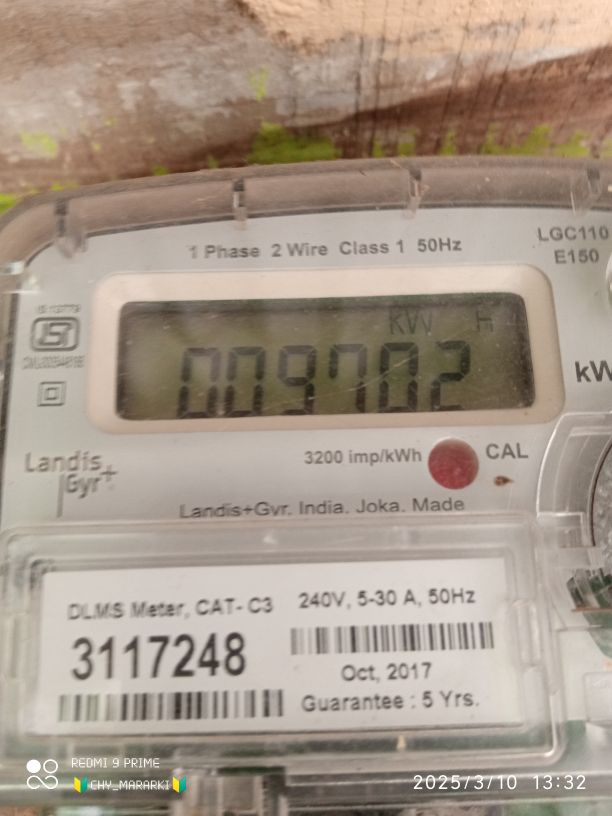 1 Phase 2 Wire Class 1 50Hz
LGC110
E150
KW H
009702
kW
Landis
Gyr+
3200 imp/kWh
CAL
Landis+Gyr. India. Joka. Made
DLMS Meter, CAT- C3
240V, 5-30 A, 50Hz
3117248
Oct, 2017
Guarantee : 5 Yrs.
REDMI 9 PRIME
CHY_MARARKI
2025/3/10 13:32